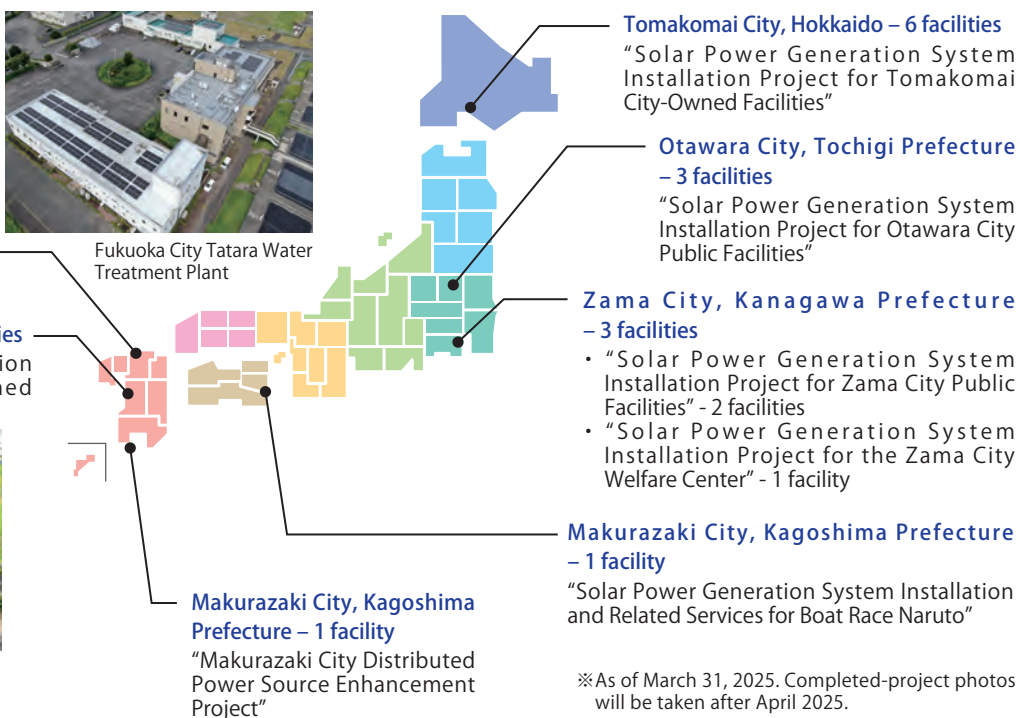 Fukuoka City Tatara Water
Treatment Plant
ies
ion
ned
Tomakomai City, Hokkaido – 6 facilities
“Solar Power Generation System
Installation Project for Tomakomai
City-Owned Facilities”
Otawara City, Tochigi Prefecture
– 3 facilities
“Solar Power Generation System
Installation Project for Otawara City
Public Facilities”
Zama City, Kanagawa Prefecture
– 3 facilities
・ “Solar Power Generation System
Installation Project for Zama City Public
Facilities” - 2 facilities
・ “Solar Power Generation System
Installation Project for the Zama City
Welfare Center” - 1 facility
Makurazaki City, Kagoshima Prefecture
– 1 facility
“Solar Power Generation System Installation
and Related Services for Boat Race Naruto”
Makurazaki City, Kagoshima
Prefecture – 1 facility
“Makurazaki City Distributed
Power Source Enhancement
Project”
※As of March 31, 2025. Completed-project photos
will be taken after April 2025.